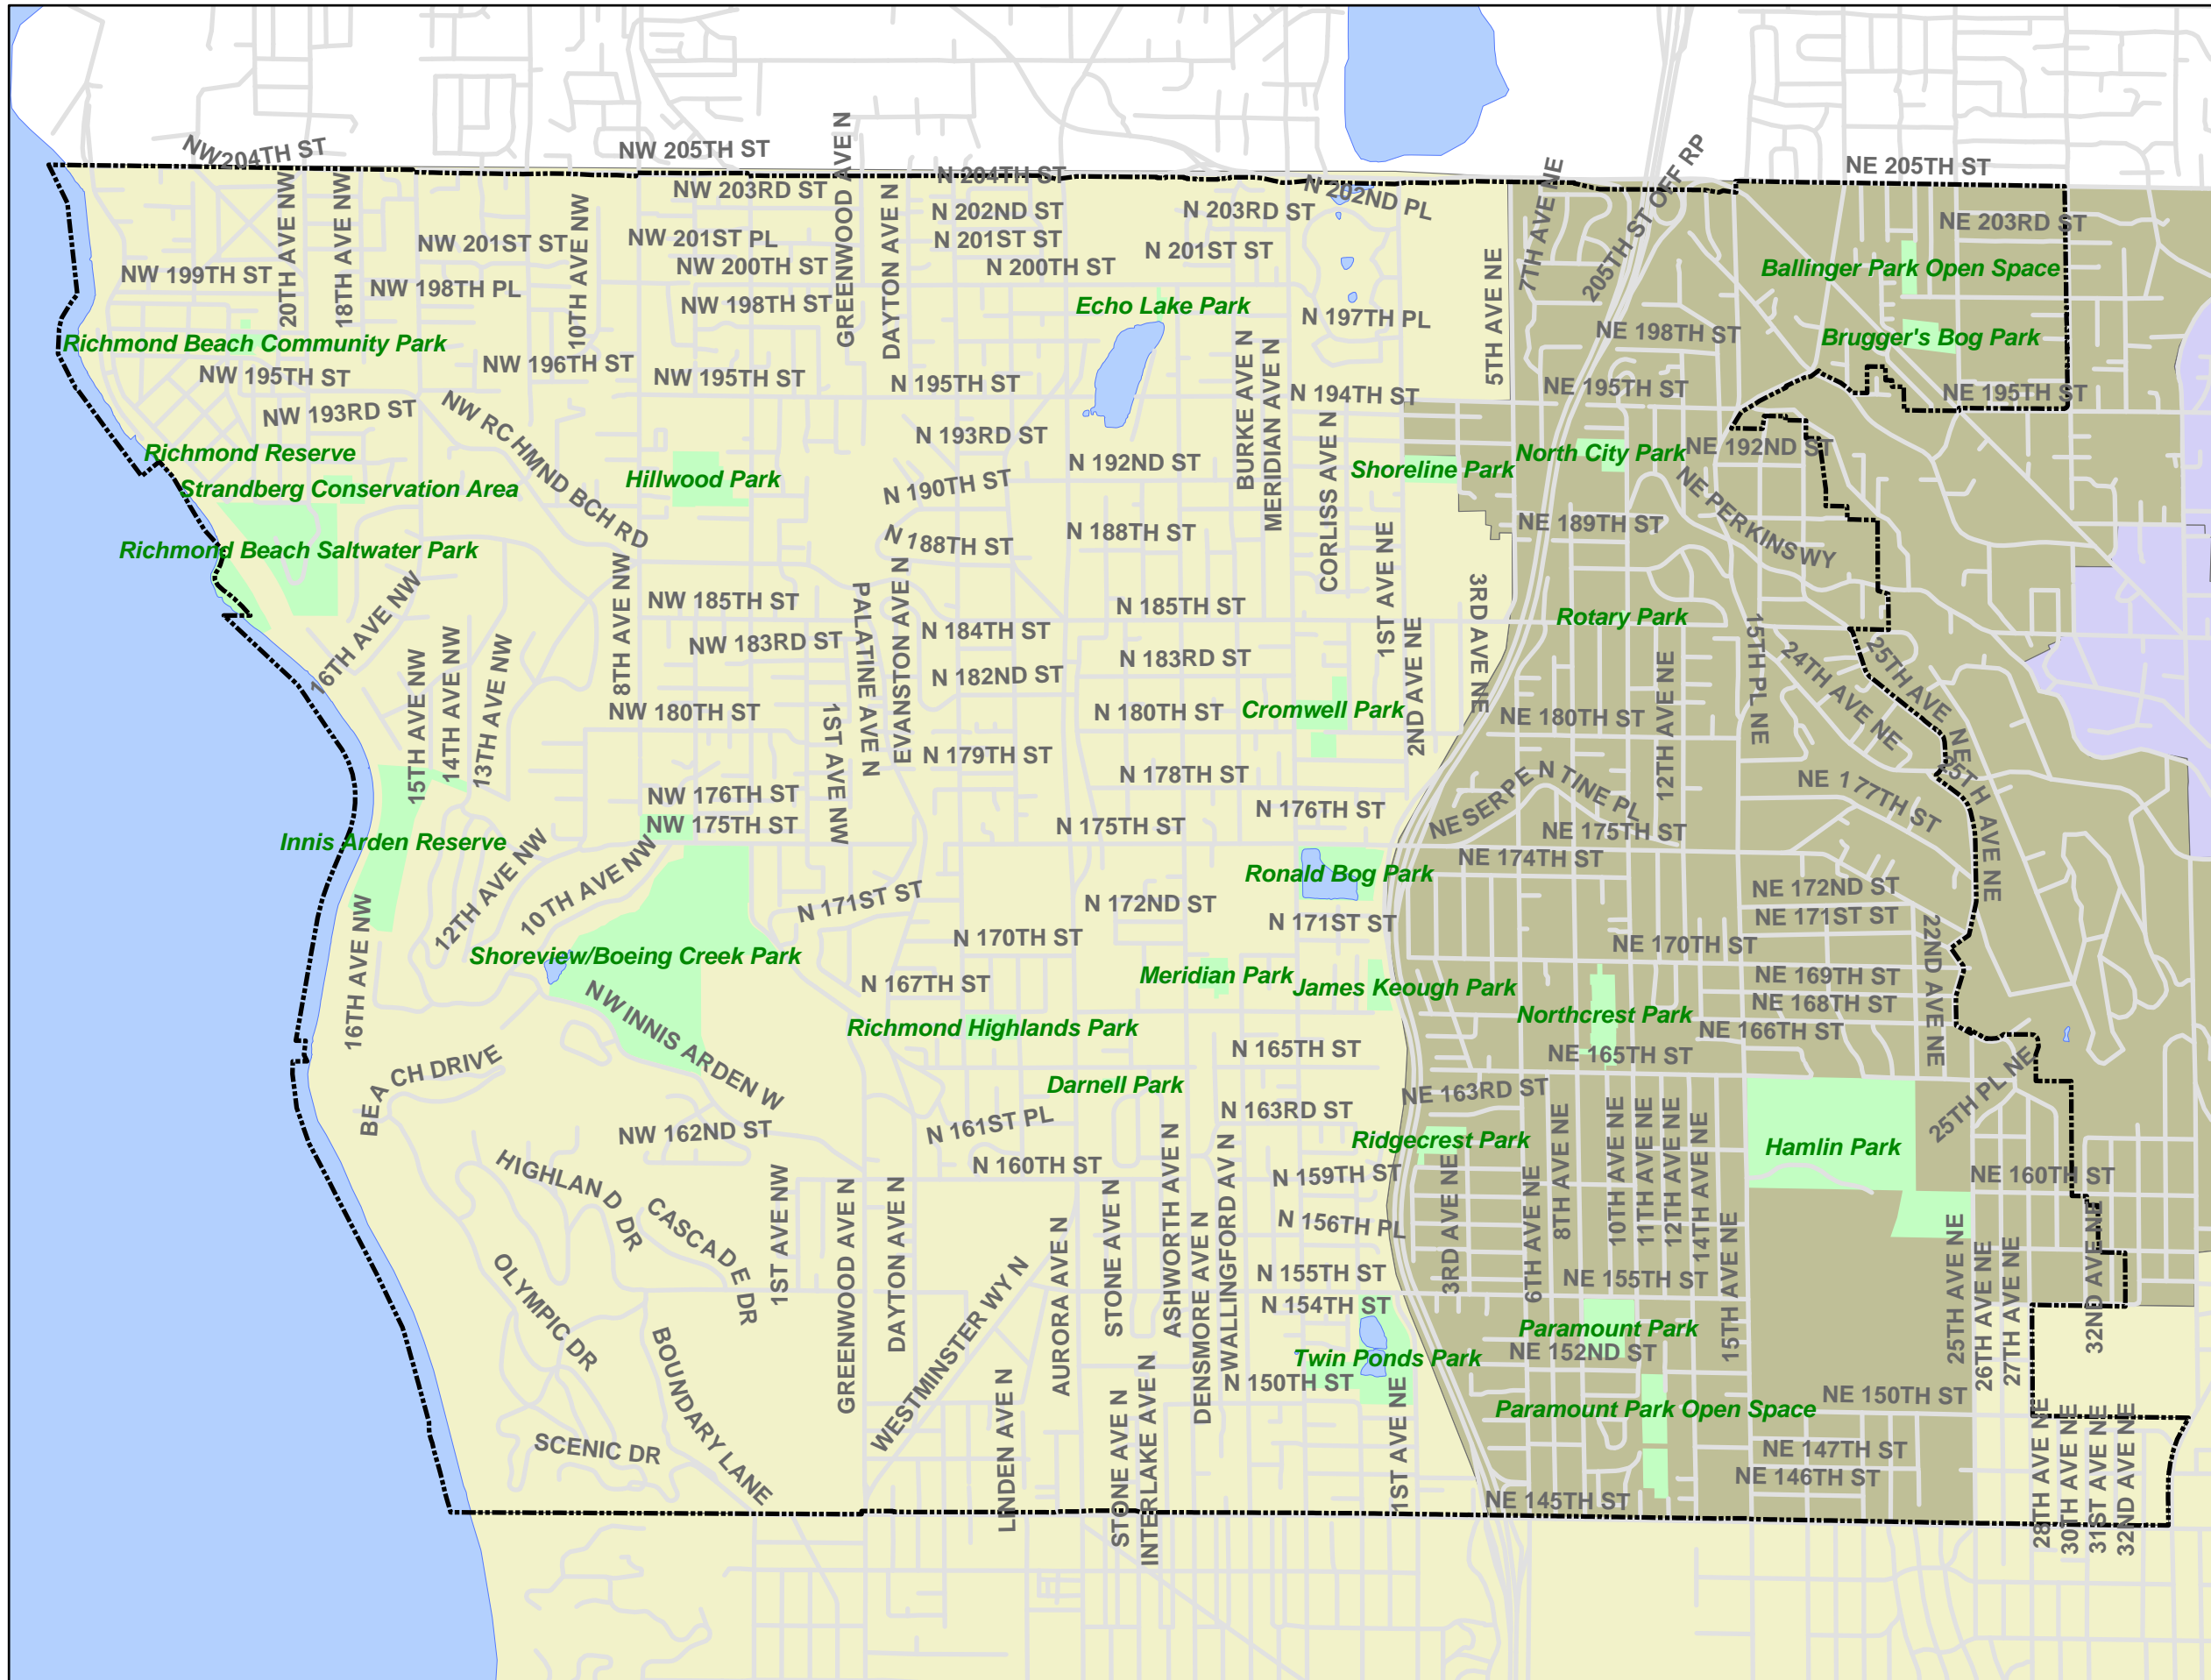 NW 204TH ST
NW 205TH ST
NE 205TH ST
20TH AVE NW
18TH AVE NW
10TH AVE NW
NW 203RD ST
GREENWOOD AVE N
DAYTON AVE N
N 204TH ST
N 202ND ST
N 203RD ST
N 202ND PL
7TH AVE NE
205TH ST OFF RP
NE 203RD ST
NW 201ST ST
NW 201ST PL
N 201ST ST
N 201ST ST
NW 199TH ST
NW 198TH PL
NW 200TH ST
N 200TH ST
5TH AVE NE
Ballinger Park Open Space
NW 198TH ST
Echo Lake Park
N 197TH PL
NE 198TH ST
Brugger's Bog Park
Richmond Beach Community Park
NW 196TH ST
NW 195TH ST
NW 195TH ST
N 195TH ST
BURKE AVE N
MERIDIAN AVE N
N 194TH ST
NE 195TH ST
NE 195TH ST
NW 193RD ST
NW RCHMND BCH RD
N 193RD ST
N 192ND ST
CORLISS AVE N
North City Park
NE 192ND ST
Richmond Reserve
Strandberg Conservation Area
Hillwood Park
N 190TH ST
Shoreline Park
NE PERKINS WY
Richmond Beach Saltwater Park
N 188TH ST
N 188TH ST
NE 189TH ST
1ST AVE NE
3RD AVE NE
16TH AVE NW
8TH AVE NW
NW 185TH ST
PALATINE AVE N
EVANSTON AVE N
N 185TH ST
Rotary Park
15TH AVE NW
14TH AVE NW
13TH AVE NW
NW 183RD ST
N 184TH ST
N 183RD ST
2ND AVE NE
12TH AVE NE
15TH PL NE
24TH AVE NE
25TH AVE NE
N 182ND ST
NW 180TH ST
1ST AVE NW
N 180TH ST
Cromwell Park
NE 180TH ST
N 179TH ST
N 178TH ST
NE SERPENTINE PL
NE 177TH ST
25TH AVE NE
NW 176TH ST
N 176TH ST
NW 175TH ST
N 175TH ST
NE 175TH ST
Innis Arden Reserve
12TH AVE NW
10TH AVE NW
Ronald Bog Park
NE 174TH ST
N 171ST ST
N 172ND ST
NE 172ND ST
16TH AVE NW
N 171ST ST
NE 171ST ST
22ND AVE NE
Shoreview/Boeing Creek Park
N 170TH ST
NE 170TH ST
N 167TH ST
Meridian Park
James Keough Park
NE 169TH ST
NW INNIS ARDEN W
NE 168TH ST
Richmond Highlands Park
Northcrest Park
NE 166TH ST
BEACH DRIVE
N 165TH ST
NE 165TH ST
Darnell Park
NE 163RD ST
25TH PL NE
NW 162ND ST
N 161ST PL
N 163RD ST
Ridgecrest Park
8TH AVE NE
10TH AVE NE
11TH AVE NE
12TH AVE NE
14TH AVE NE
Hamlin Park
HIGHLAND DR
CASCADE DR
1ST AVE NW
GREENWOOD AVE N
DAYTON AVE N
N 160TH ST
STONE AVE N
ASHWORTH AVE N
WALLINGFORD AV N
N 159TH ST
3RD AVE NE
6TH AVE NE
15TH AVE NE
NE 160TH ST
32ND AVE NE
N 156TH PL
OLYMPIC DR
WESTMINSTER WY N
AURORA AVE N
DENSMORE AVE N
N 155TH ST
NE 155TH ST
25TH AVE NE
26TH AVE NE
27TH AVE NE
N 154TH ST
BOUNDARY LANE
Paramount Park
Twin Ponds Park
NE 152ND ST
LINDEN AVE N
STONE AVE N
INTERLAKE AVE N
N 150TH ST
1ST AVE NE
NE 150TH ST
Paramount Park Open Space
SCENIC DR
NE 147TH ST
NE 146TH ST
28TH AVE NE
30TH AVE NE
31ST AVE NE
32ND AVE NE
NE 145TH ST